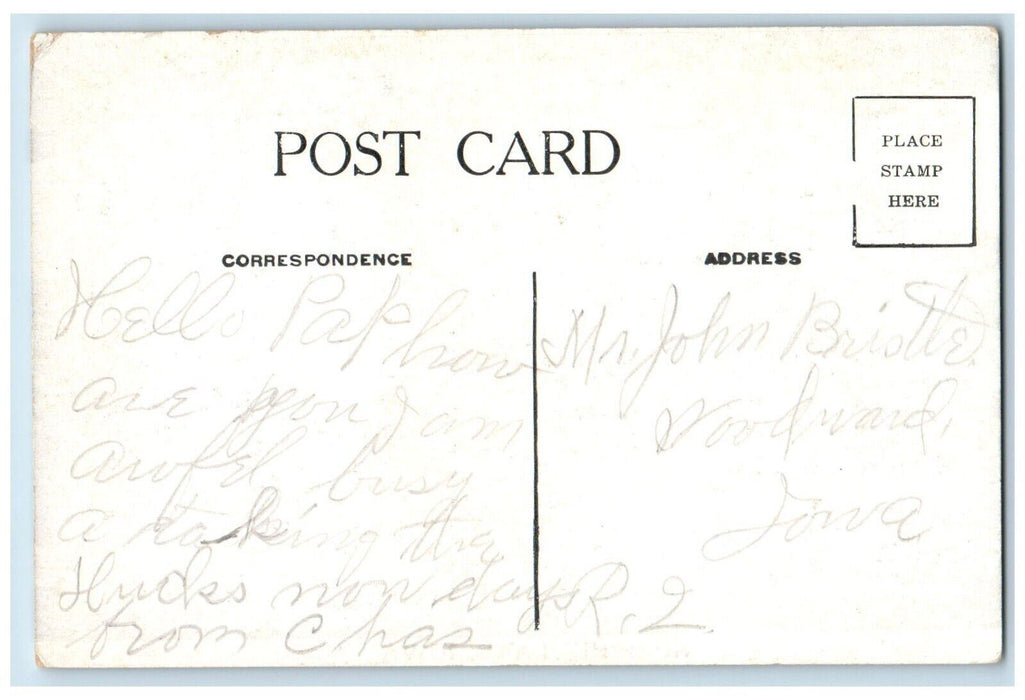 POST CARD
PLACE
STAMP
HERE
CORRESPONDENCE
Hello Pap how
are you I am
awful busy
a taking the
Hucks now days
from Chas
ADDRESS
Mr. John Bristle.
Woodward,
Iowa
R. 2.